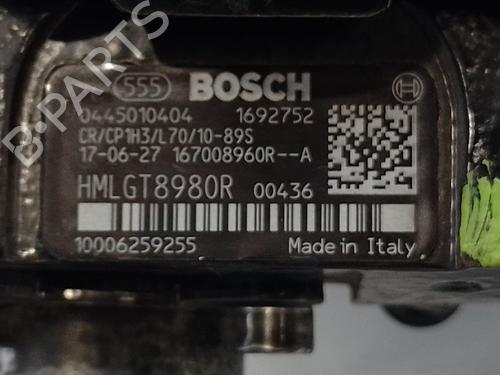 555 BOSCH
0445010404 1692752
CR/CP1H3/L70/10-89S
17-06-27 167008960R--A
HMLGT8980R 00436
10006259255 Made in Italy
B-PARTS